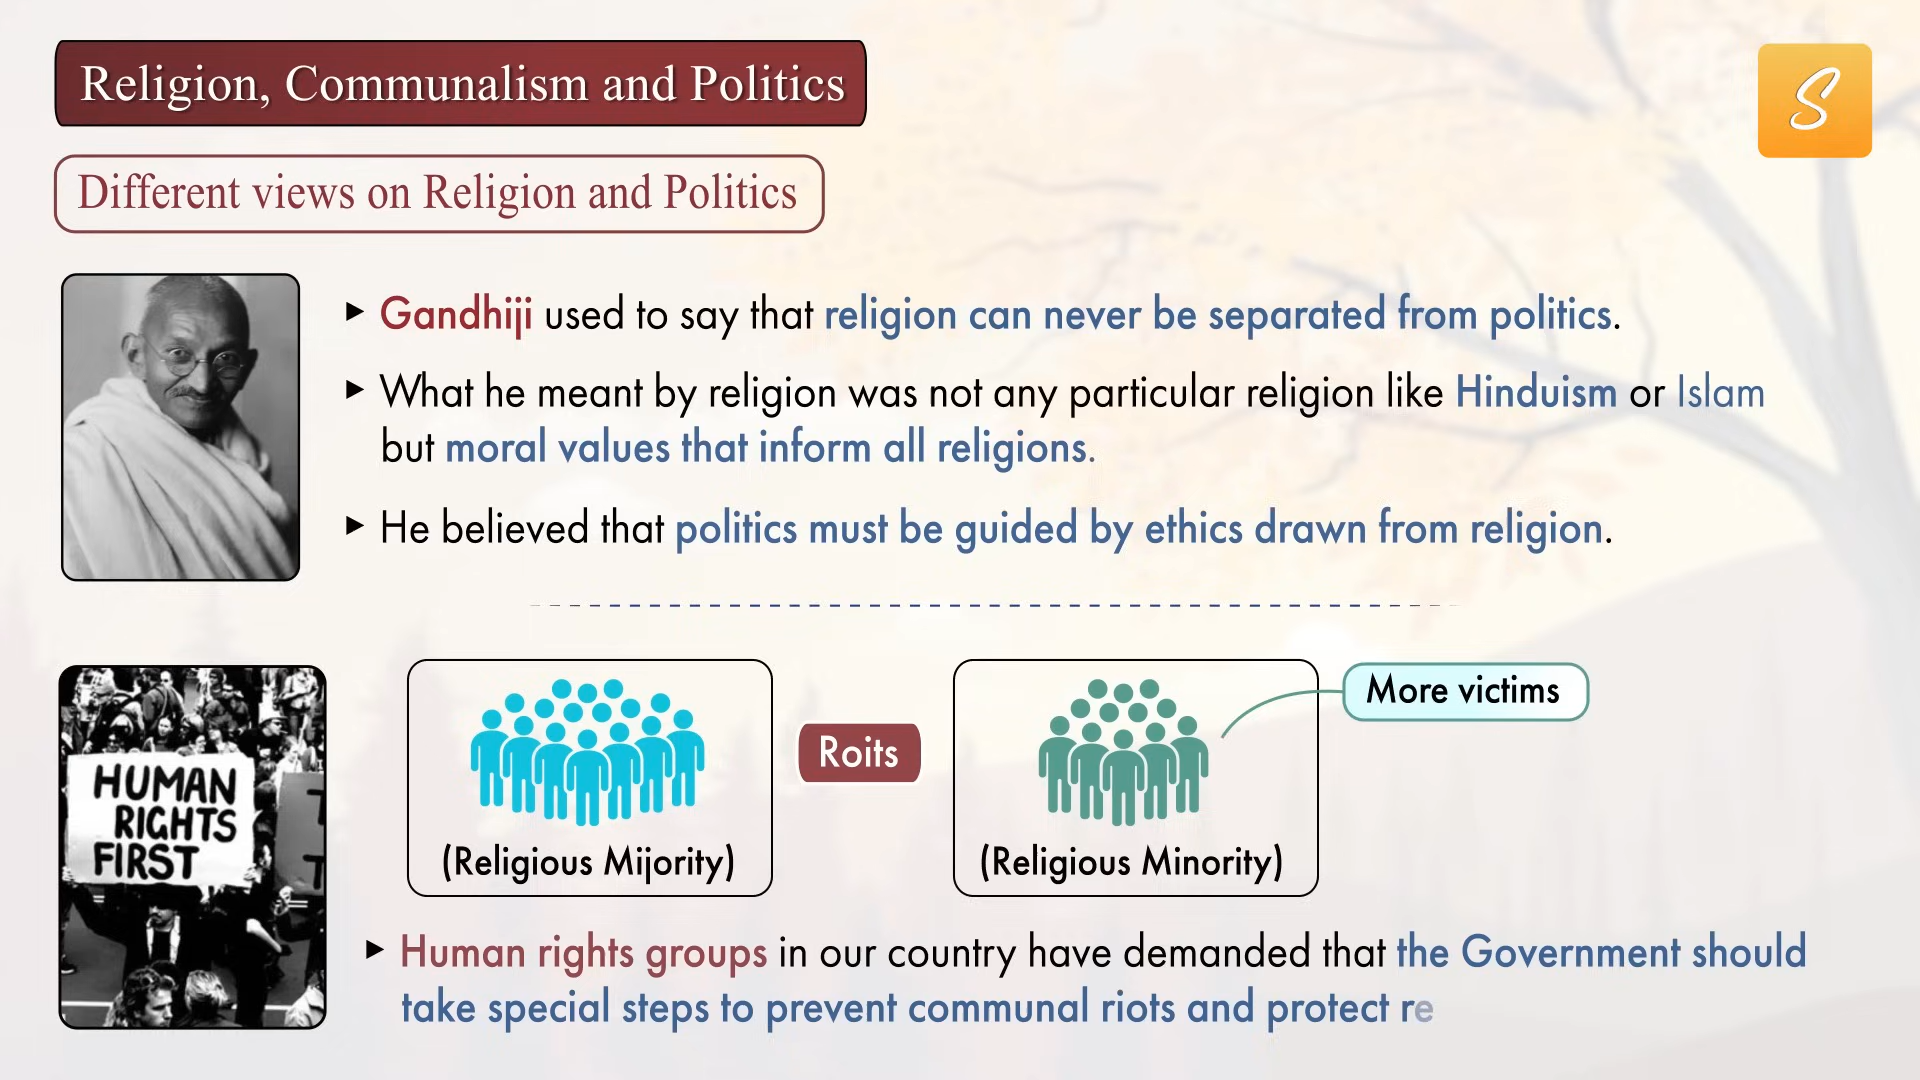 Religion, Communalism and Politics
S
Different views on Religion and Politics
▸ Gandhiji used to say that religion can never be separated from politics.
▸ What he meant by religion was not any particular religion like Hinduism or Islam
but moral values that inform all religions.
▸ He believed that politics must be guided by ethics drawn from religion.
HUMAN
RIGHTS
FIRST
More victims
Roits
(Religious Mijority)
(Religious Minority)
▸ Human rights groups in our country have demanded that the Government should
take special steps to prevent communal riots and protect re